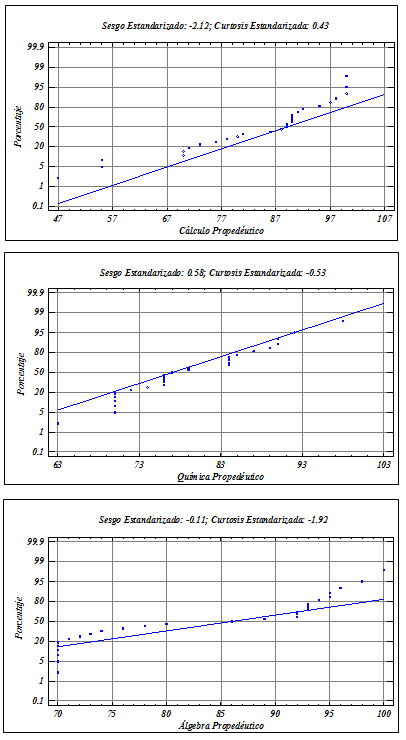 Sesgo Estandarizado: -2.12; Curtosis Estandarizada: 0.43
99.9
99
95
80
50
20
5
1
0.1
Porcentaje
47 57 67 77 87 97 107
Cálculo Propedéutico
Sesgo Estandarizado: 0.58; Curtosis Estandarizada: -0.53
99.9
99
95
80
50
20
5
1
0.1
Porcentaje
63 73 83 93 103
Química Propedéutico
Sesgo Estandarizado: -0.11; Curtosis Estandarizada: -1.92
99.9
99
95
80
50
20
5
1
0.1
Porcentaje
70 75 80 85 90 95 100
Álgebra Propedéutico